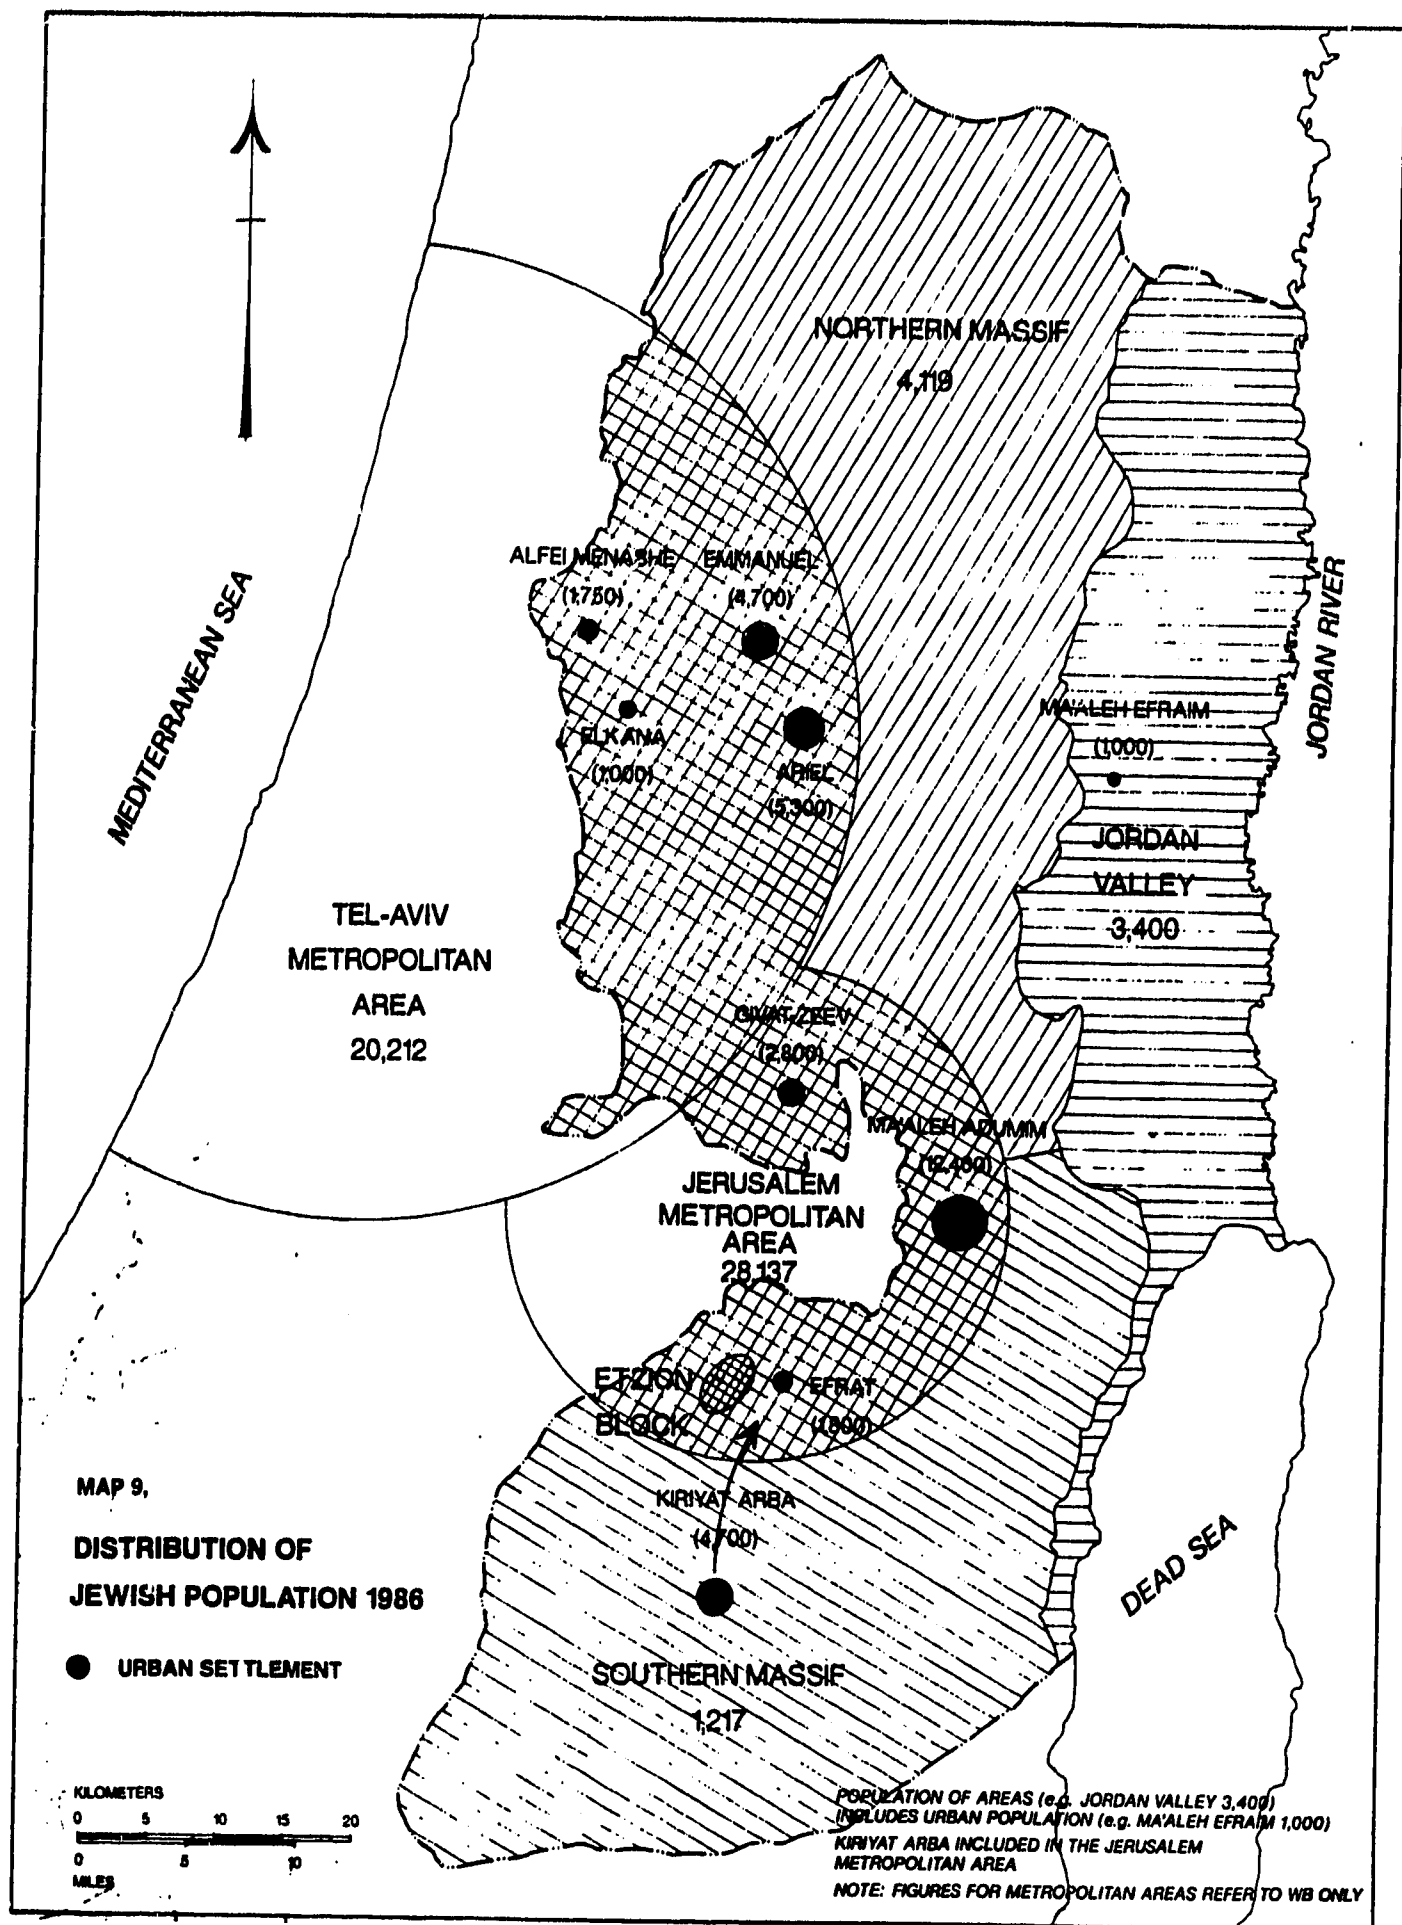 NORTHERN MASSIF
4,119
ALFEI MENASHE
(1,750)
EMMANUEL
(4,700)
ELKANA
(1,000)
ARIEL
(5,300)
MA'ALEH EFRAIM
(1,000)
JORDAN
VALLEY
3,400
JORDAN RIVER
MEDITERRANEAN SEA
TEL-AVIV
METROPOLITAN
AREA
20,212
GIVAT ZEEV
(2,800)
MA'ALEH ADUMIM
JERUSALEM
METROPOLITAN
AREA
28,137
ETZION
BLOCK
EFRAT
KIRIYAT ARBA
(4,700)
SOUTHERN MASSIF
1,217
DEAD SEA
MAP 9,
DISTRIBUTION OF
JEWISH POPULATION 1986
URBAN SETTLEMENT
KILOMETERS
0 5 10 15 20
0 5 10
MILES
POPULATION OF AREAS (e.g. JORDAN VALLEY 3,400)
INCLUDES URBAN POPULATION (e.g. MA'ALEH EFRAIM 1,000)
KIRIYAT ARBA INCLUDED IN THE JERUSALEM
METROPOLITAN AREA
NOTE: FIGURES FOR METROPOLITAN AREAS REFER TO WB ONLY